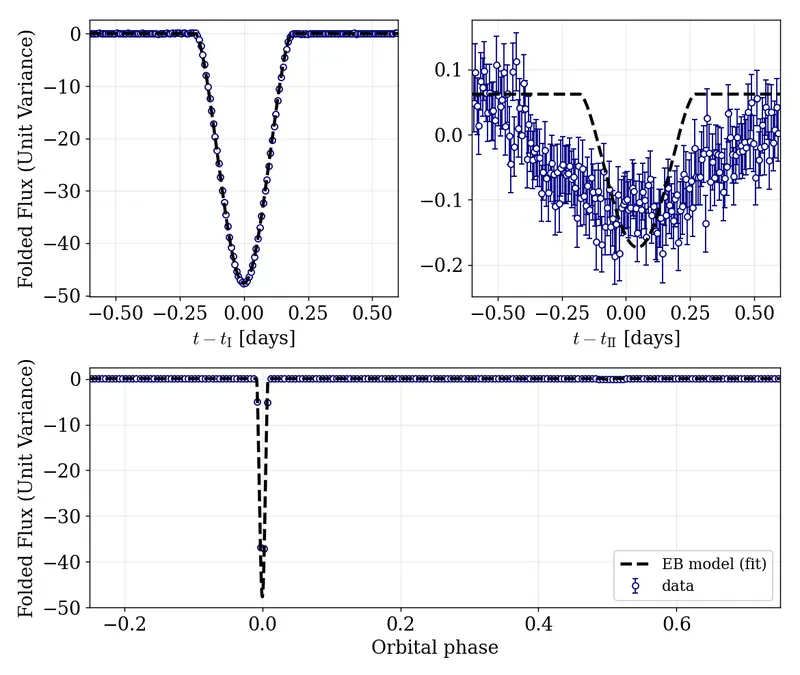 Folded Flux (Unit Variance)
0
−10
−20
−30
−40
−50
−0.50 −0.25 0.00 0.25 0.50
t − tI [days]
0.1
0.0
−0.1
−0.2
−0.50 −0.25 0.00 0.25 0.50
t − tII [days]
Folded Flux (Unit Variance)
0
−10
−20
−30
−40
−50
−0.2 0.0 0.2 0.4 0.6
Orbital phase
EB model (fit)
data